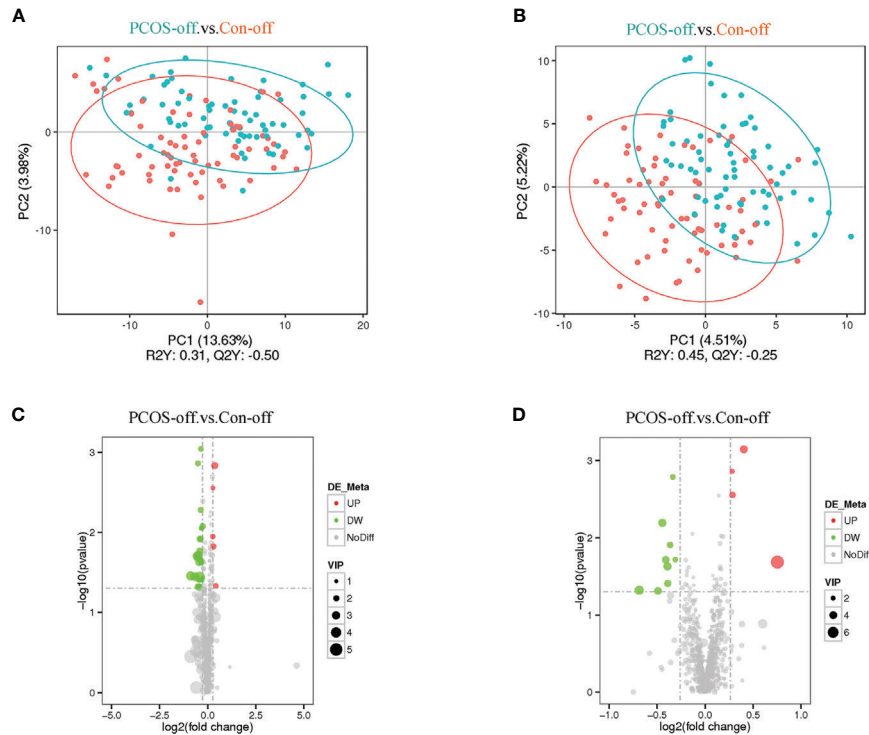 A
PCOS-off.vs.Con-off
10
0
-10
PC2 (3.98%)
-10 0 10 20
PC1 (13.63%)
R2Y: 0.31, Q2Y: -0.50
B
PCOS-off.vs.Con-off
10
5
0
-5
-10
PC2 (5.22%)
-10 -5 0 5 10
PC1 (4.51%)
R2Y: 0.45, Q2Y: -0.25
C
PCOS-off.vs.Con-off
3
2
1
0
−log10(pvalue)
-5.0 -2.5 0.0 2.5 5.0
log2(fold change)
DE_Meta
UP
DW
NoDiff
VIP
1
2
3
4
5
D
PCOS-off.vs.Con-off
3
2
1
0
−log10(pvalue)
-1.0 -0.5 0.0 0.5 1.0
log2(fold change)
DE_Meta
UP
DW
NoDiff
VIP
2
4
6